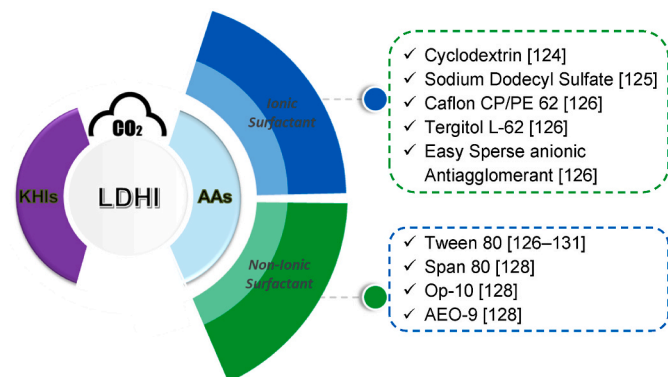 CO₂
KHIs
LDHI
AAs
Ionic
Surfactant
Non-Ionic
Surfactant
✓ Cyclodextrin [124]
✓ Sodium Dodecyl Sulfate [125]
✓ Caflon CP/PE 62 [126]
✓ Tergitol L-62 [126]
✓ Easy Sperse anionic
Antiagglomerant [126]
✓ Tween 80 [126–131]
✓ Span 80 [128]
✓ Op-10 [128]
✓ AEO-9 [128]